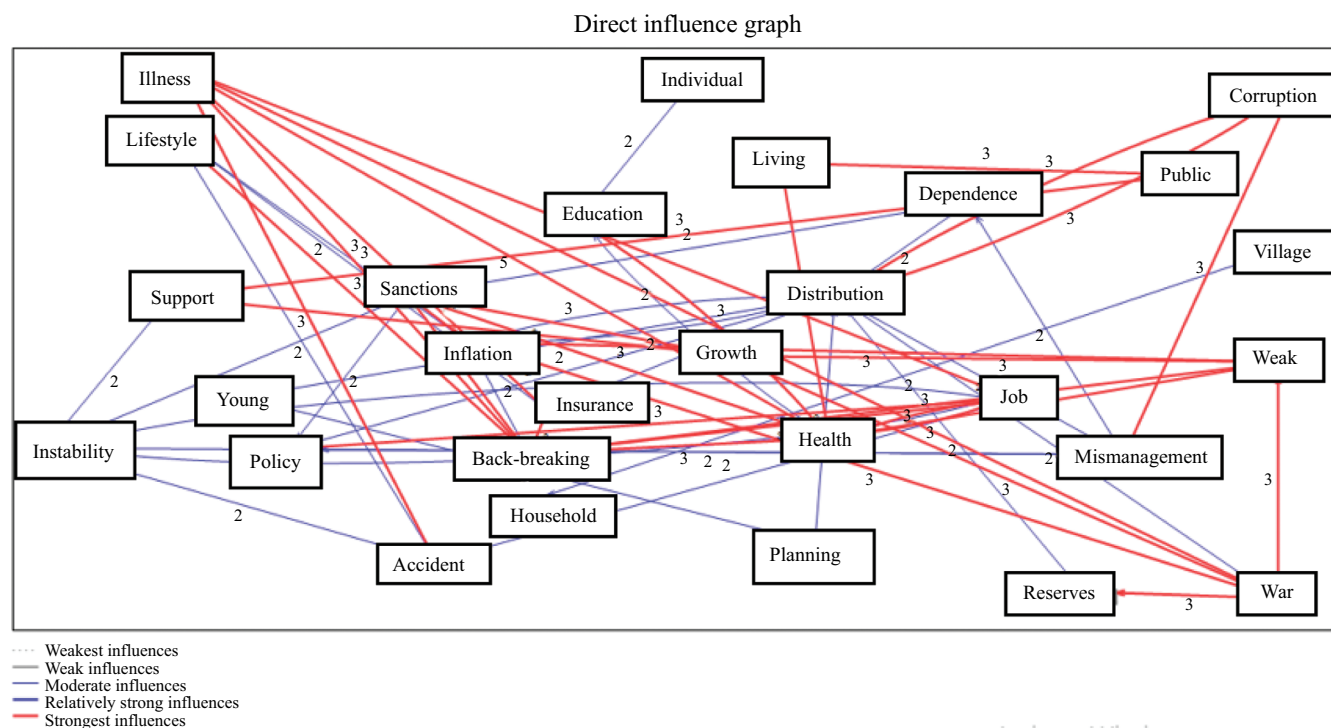 Direct influence graph
Illness
Individual
Corruption
Lifestyle
2
Living
3
3
Public
Dependence
Education
3
3
2
Village
2
3
3
5
2
3
Support
Sanctions
3
2
Distribution
3
3
3
2
2
Inflation
2
3
2
Growth
3
3
Weak
2
2
2
Young
2
3
Job
Insurance
3
3
Instability
Policy
Back-breaking
Health
3
2
Mismanagement
3
2
2
2
3
3
3
Household
2
Accident
Planning
Reserves
3
War
Weakest influences
Weak influences
Moderate influences
Relatively strong influences
Strongest influences